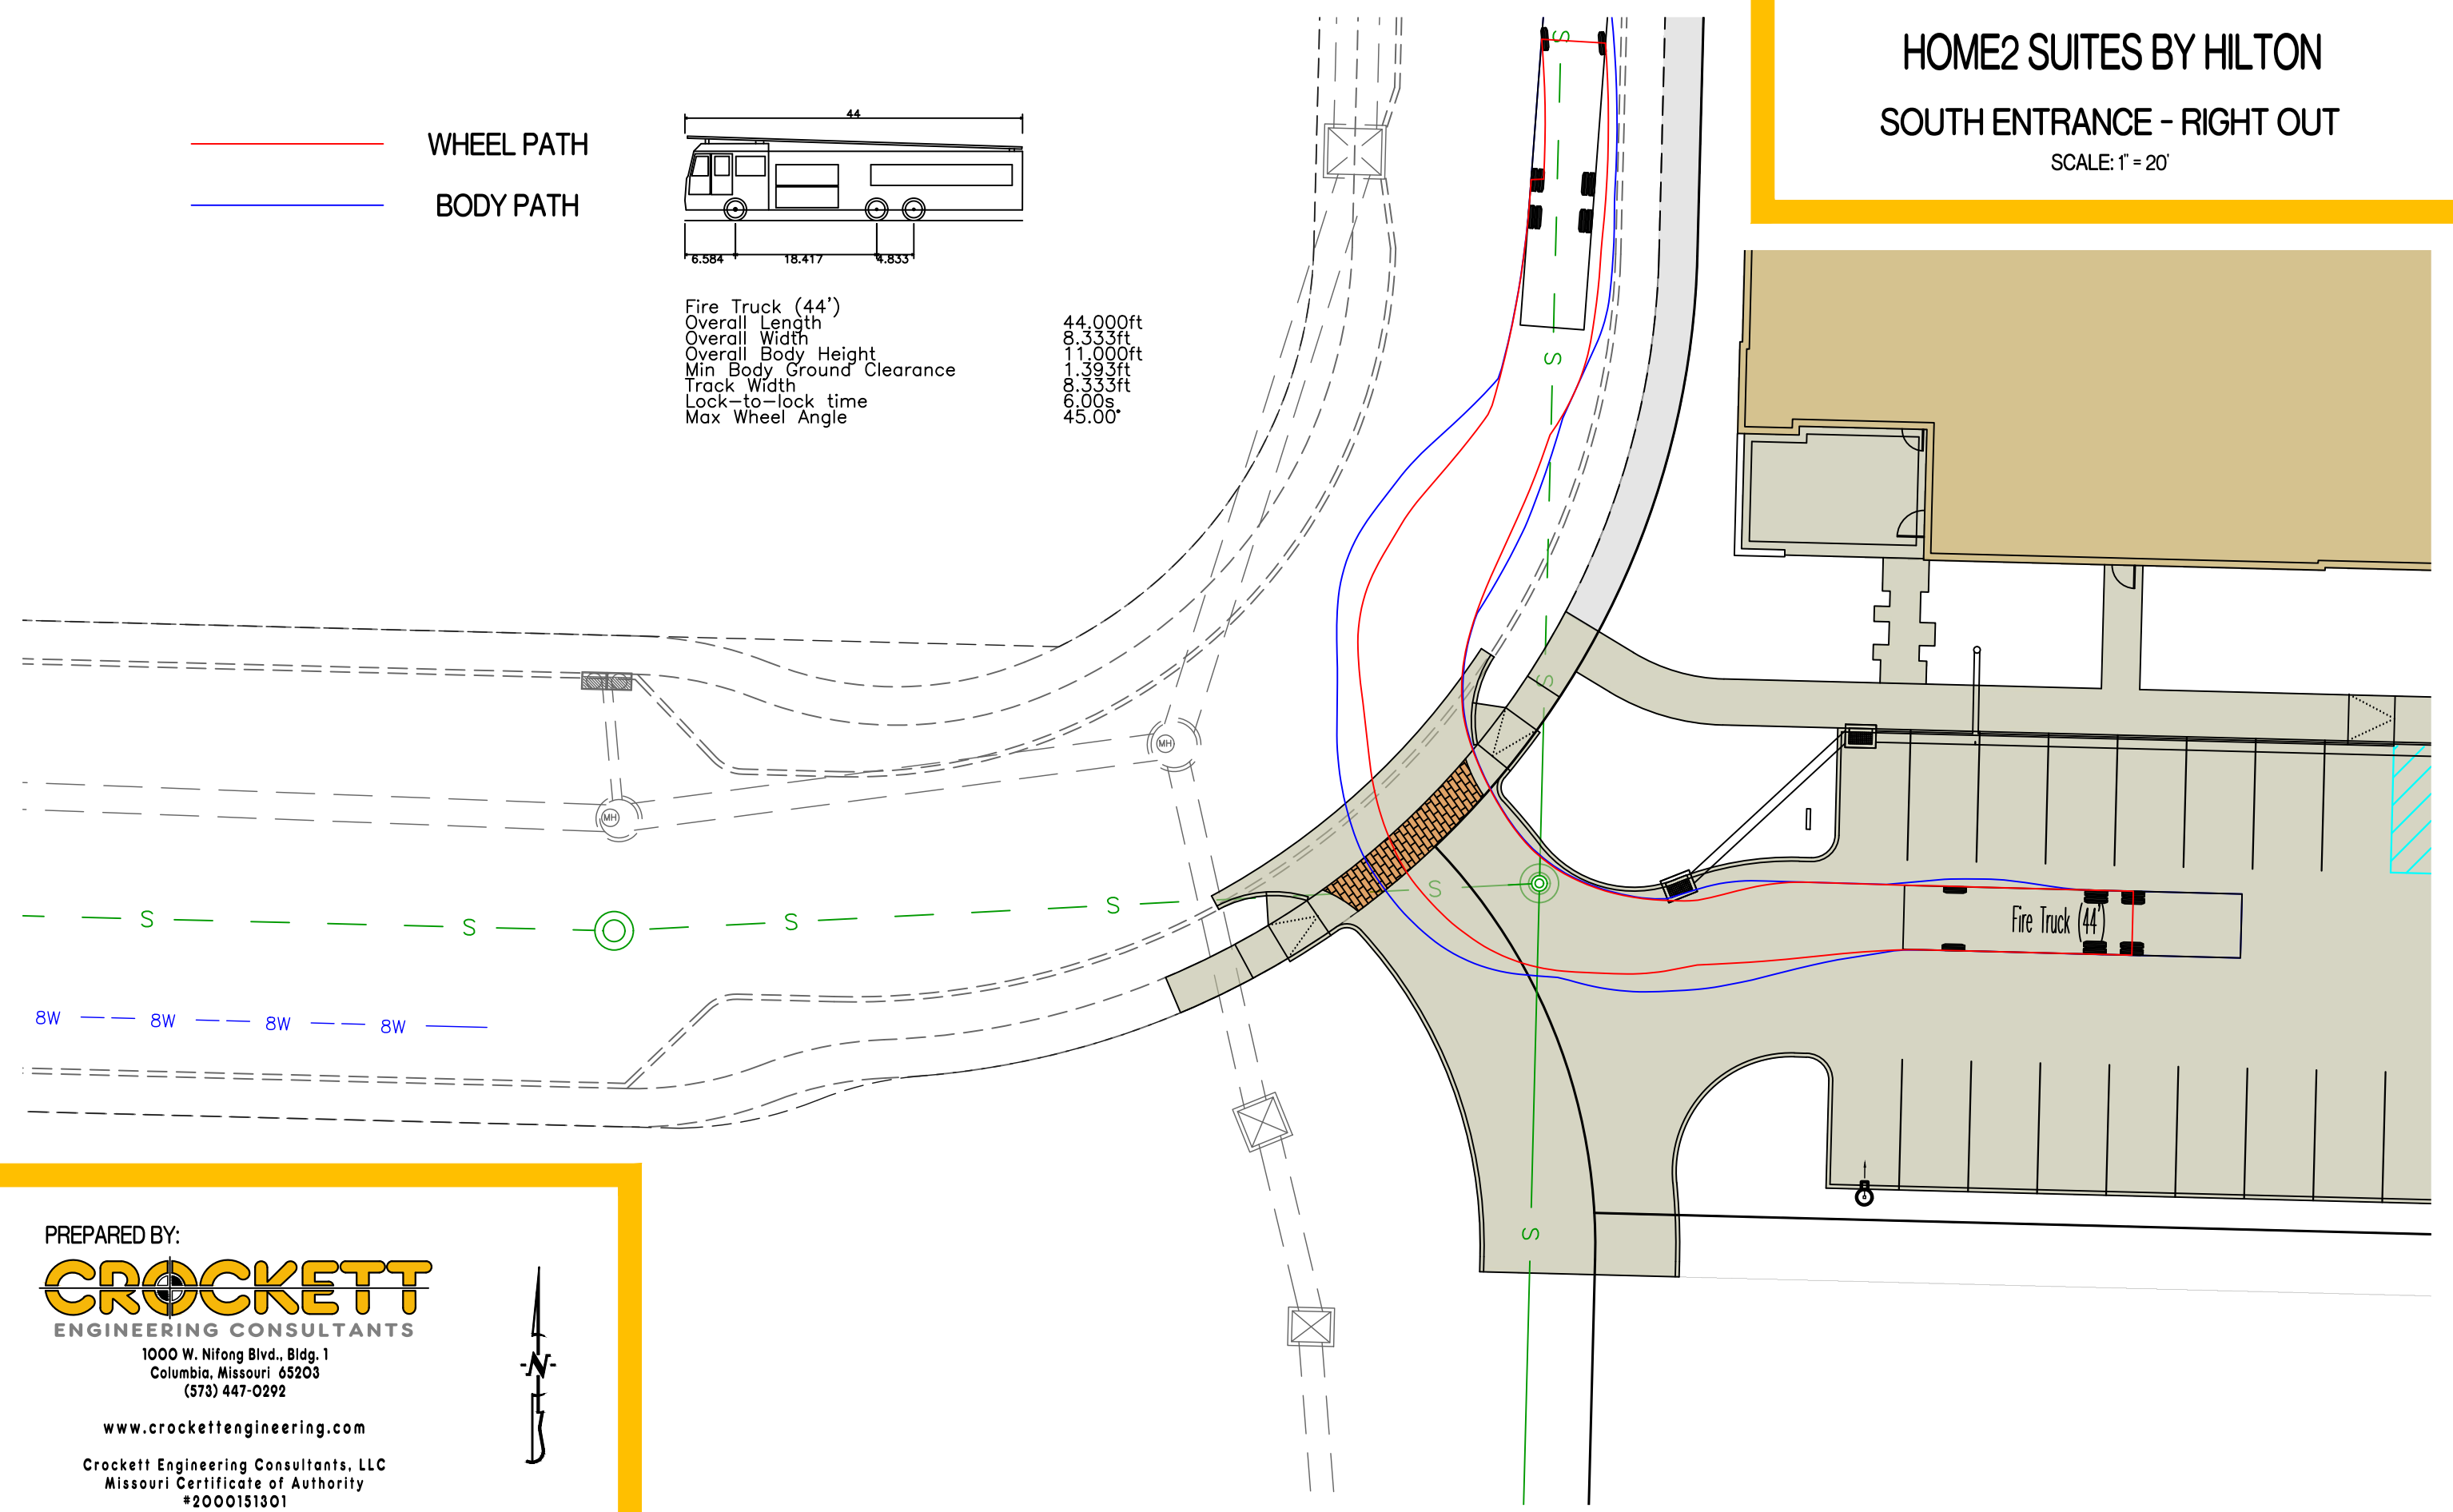 HOME2 SUITES BY HILTON
SOUTH ENTRANCE - RIGHT OUT
SCALE: 1" = 20'
WHEEL PATH
BODY PATH
44
6.584
18.417
4.833
Fire Truck (44')
Overall Length 44.000ft
Overall Width 8.333ft
Overall Body Height 11.000ft
Min Body Ground Clearance 1.393ft
Track Width 8.333ft
Lock-to-lock time 6.00s
Max Wheel Angle 45.00°
S
S
S
MH
MH
S
S
S
S
S
S
Fire Truck (44')
8W
8W
8W
8W
PREPARED BY:
CROCKETT
ENGINEERING CONSULTANTS
1000 W. Nifong Blvd., Bldg. 1
Columbia, Missouri 65203
(573) 447-0292
www.crockettengineering.com
Crockett Engineering Consultants, LLC
Missouri Certificate of Authority
#2000151301
N